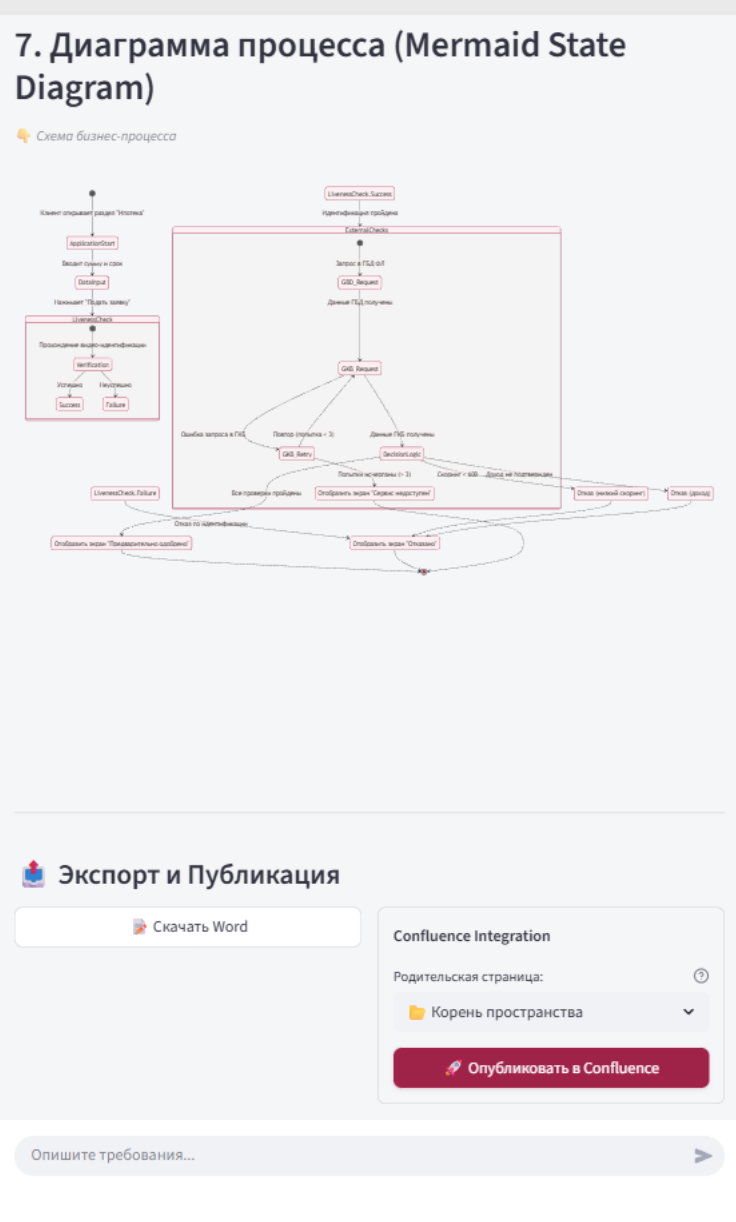 7. Диаграмма процесса (Mermaid State
Diagram)
Схема бизнес-процесса
LivenessCheck.Success
Клиент открывает раздел "Ипотека"
Идентификация пройдена
ExternalChecks
ApplicationStart
Вводит сумму и срок
Запрос в ГБД ФЛ
DataInput
GBD_Request
Нажимает "Подать заявку"
Данные ГБД получены
LivenessCheck
Прохождение видео-идентификации
Verification
GKB_Request
Успешно
Неуспешно
Success
Failure
Ошибка запроса в ГКБ
Повтор (попытка < 3)
Данные ГКБ получены
GKB_Retry
DecisionLogic
Попытки исчерпаны (> 3)
Скоринг < 600
Доход не подтвержден
LivenessCheck.Failure
Все проверки пройдены
Отобразить экран "Сервис недоступен"
Отказ (низкий скоринг)
Отказ (доход)
Отказ по идентификации
Отобразить экран "Предварительно одобрено"
Отобразить экран "Отказано"
Экспорт и Публикация
Скачать Word
Confluence Integration
Родительская страница:
Корень пространства
Опубликовать в Confluence
Опишите требования...